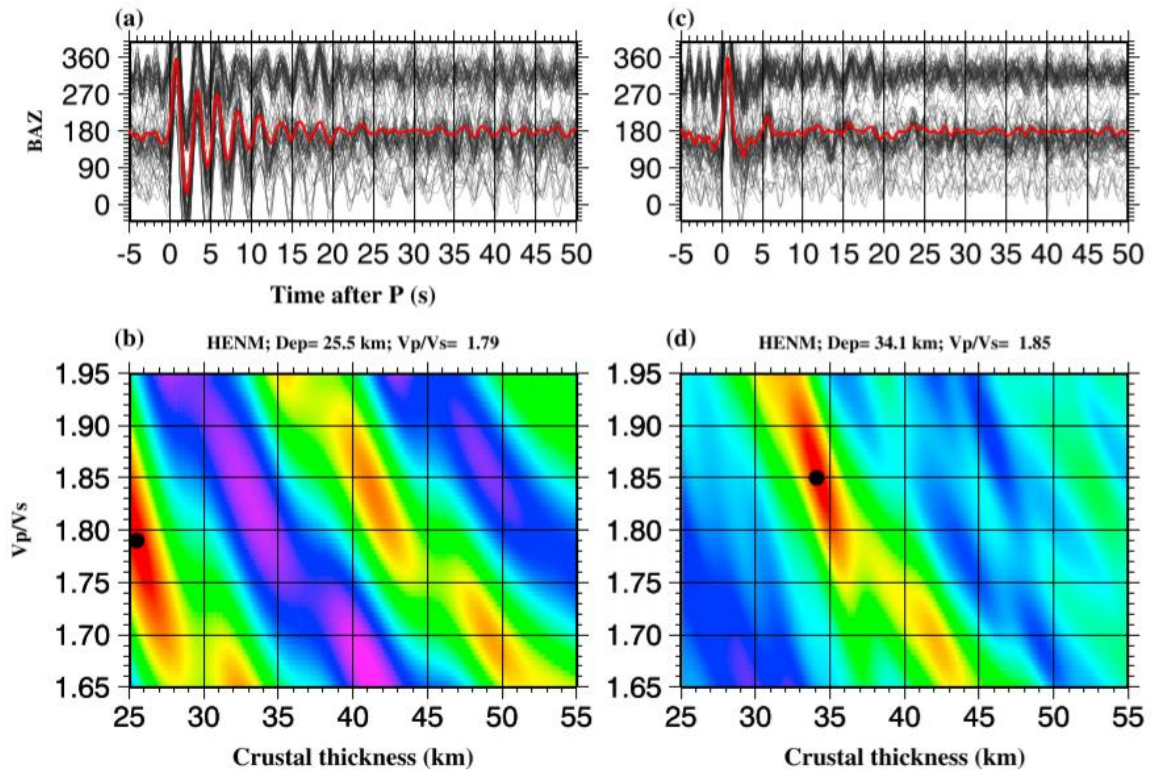 (a)
(c)
BAZ
360
270
180
90
0
-5 0 5 10 15 20 25 30 35 40 45 50
Time after P (s)
360
270
180
90
0
-5 0 5 10 15 20 25 30 35 40 45 50
(b)
HENM; Dep= 25.5 km; Vp/Vs= 1.79
Vp/Vs
1.95
1.90
1.85
1.80
1.75
1.70
1.65
25 30 35 40 45 50 55
Crustal thickness (km)
(d)
HENM; Dep= 34.1 km; Vp/Vs= 1.85
1.95
1.90
1.85
1.80
1.75
1.70
1.65
25 30 35 40 45 50 55
Crustal thickness (km)